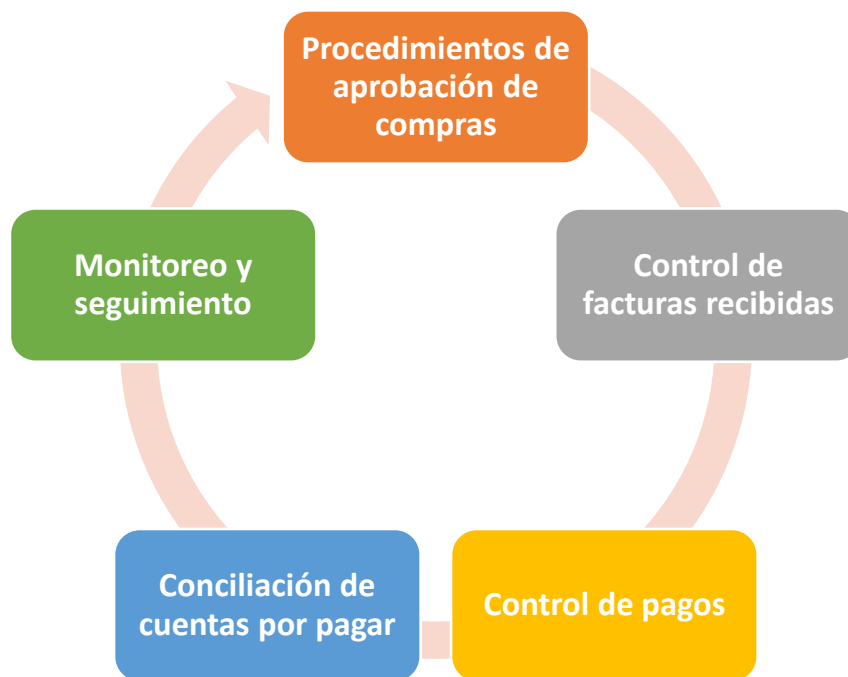 Procedimientos de
aprobación de
compras
Control de
facturas recibidas
Control de pagos
Conciliación de
cuentas por pagar
Monitoreo y
seguimiento